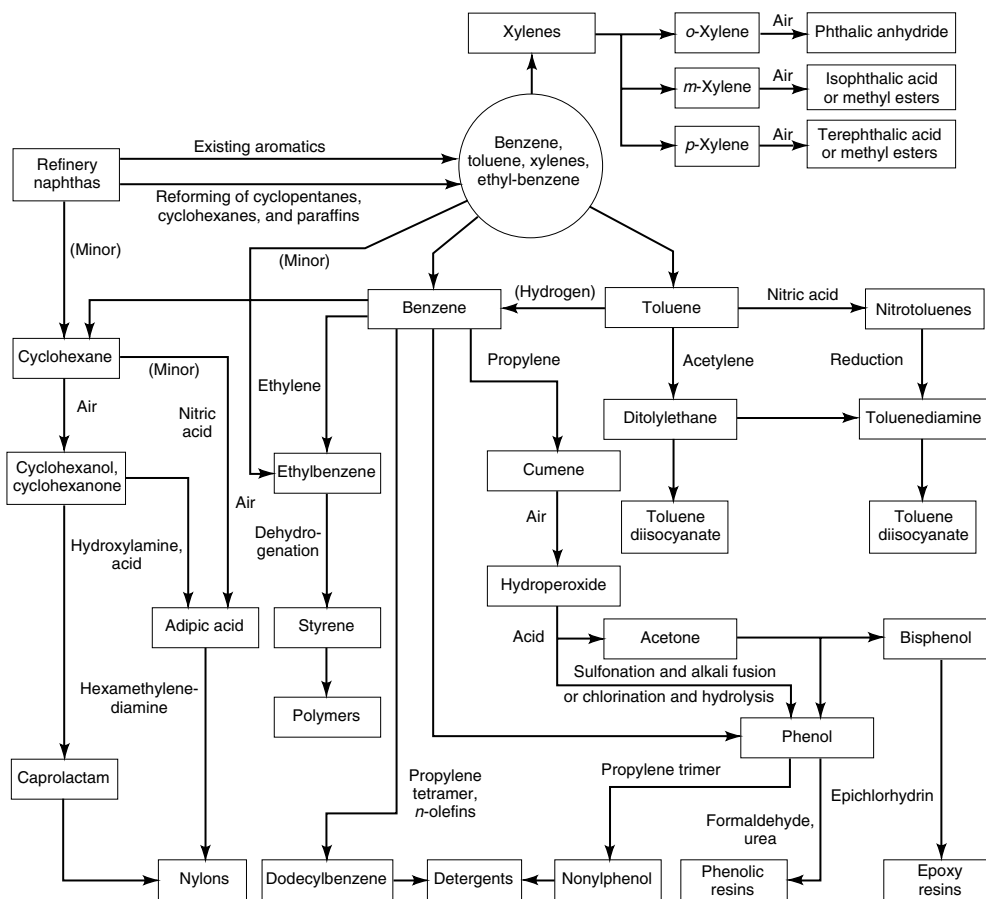 Xylenes
o-Xylene
Air
Phthalic anhydride
m-Xylene
Air
Isophthalic acid
or methyl esters
p-Xylene
Air
Terephthalic acid
or methyl esters
Benzene,
toluene, xylenes,
ethyl-benzene
Existing aromatics
Refinery
naphthas
Reforming of cyclopentanes,
cyclohexanes, and paraffins
(Minor)
(Minor)
Benzene
(Hydrogen)
Toluene
Nitric acid
Nitrotoluenes
Cyclohexane
(Minor)
Ethylene
Propylene
Acetylene
Reduction
Air
Nitric
acid
Ditolylethane
Toluenediamine
Cyclohexanol,
cyclohexanone
Ethylbenzene
Cumene
Air
Dehydro-
genation
Air
Toluene
diisocyanate
Toluene
diisocyanate
Hydroxylamine,
acid
Hydroperoxide
Adipic acid
Styrene
Acid
Acetone
Bisphenol
Sulfonation and alkali fusion
or chlorination and hydrolysis
Hexamethylene-
diamine
Polymers
Phenol
Caprolactam
Propylene
tetramer,
n-olefins
Propylene trimer
Formaldehyde,
urea
Epichlorhydrin
Nylons
Dodecylbenzene
Detergents
Nonylphenol
Phenolic
resins
Epoxy
resins